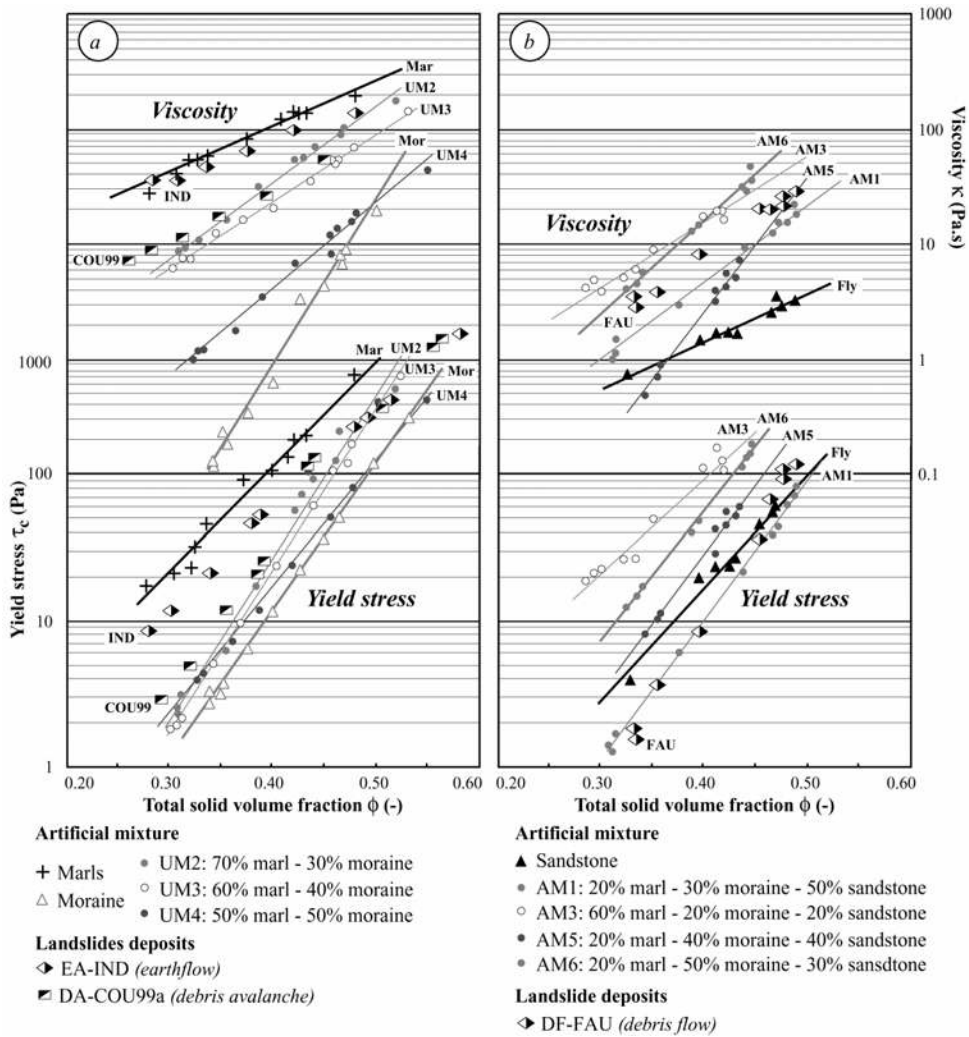 a
b
1000
Mar
UM2
Viscosity
UM3
Mor
UM4
IND
COU99
100
AM6
AM3
AM5
AM1
Viscosity
10
Fly
FAU
Viscosity κ (Pa.s)
1000
Mar
UM2
UM3
Mor
UM4
1
100
AM3
AM6
AM5
Fly
AM1
0.1
Yield stress τc (Pa)
10
Yield stress
IND
COU99
Yield stress
FAU
1
0.20 0.30 0.40 0.50 0.60
0.20 0.30 0.40 0.50 0.60
Total solid volume fraction ϕ (-)
Total solid volume fraction ϕ (-)
Artificial mixture
Marls
Moraine
UM2: 70% marl - 30% moraine
UM3: 60% marl - 40% moraine
UM4: 50% marl - 50% moraine
Landslides deposits
EA-IND (earthflow)
DA-COU99a (debris avalanche)
Artificial mixture
Sandstone
AM1: 20% marl - 30% moraine - 50% sandstone
AM3: 60% marl - 20% moraine - 20% sandstone
AM5: 20% marl - 40% moraine - 40% sandstone
AM6: 20% marl - 50% moraine - 30% sansdtone
Landslide deposits
DF-FAU (debris flow)